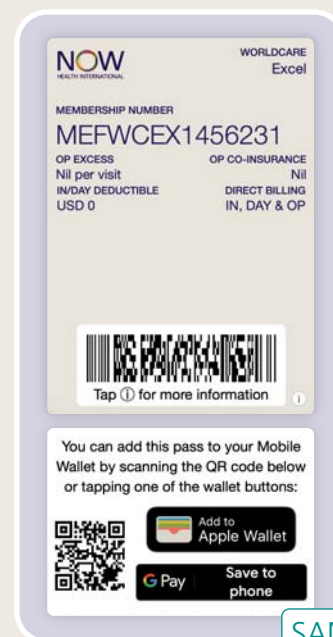 NOW
HEALTH INTERNATIONAL
WORLDCARE
Excel
MEMBERSHIP NUMBER
MEFWCEX1456231
OP EXCESS OP CO-INSURANCE
Nil per visit Nil
IN/DAY DEDUCTIBLE DIRECT BILLING
USD 0 IN, DAY & OP
Tap ⓘ for more information
You can add this pass to your Mobile
Wallet by scanning the QR code below
or tapping one of the wallet buttons:
Add to
Apple Wallet
G Pay
Save to
phone